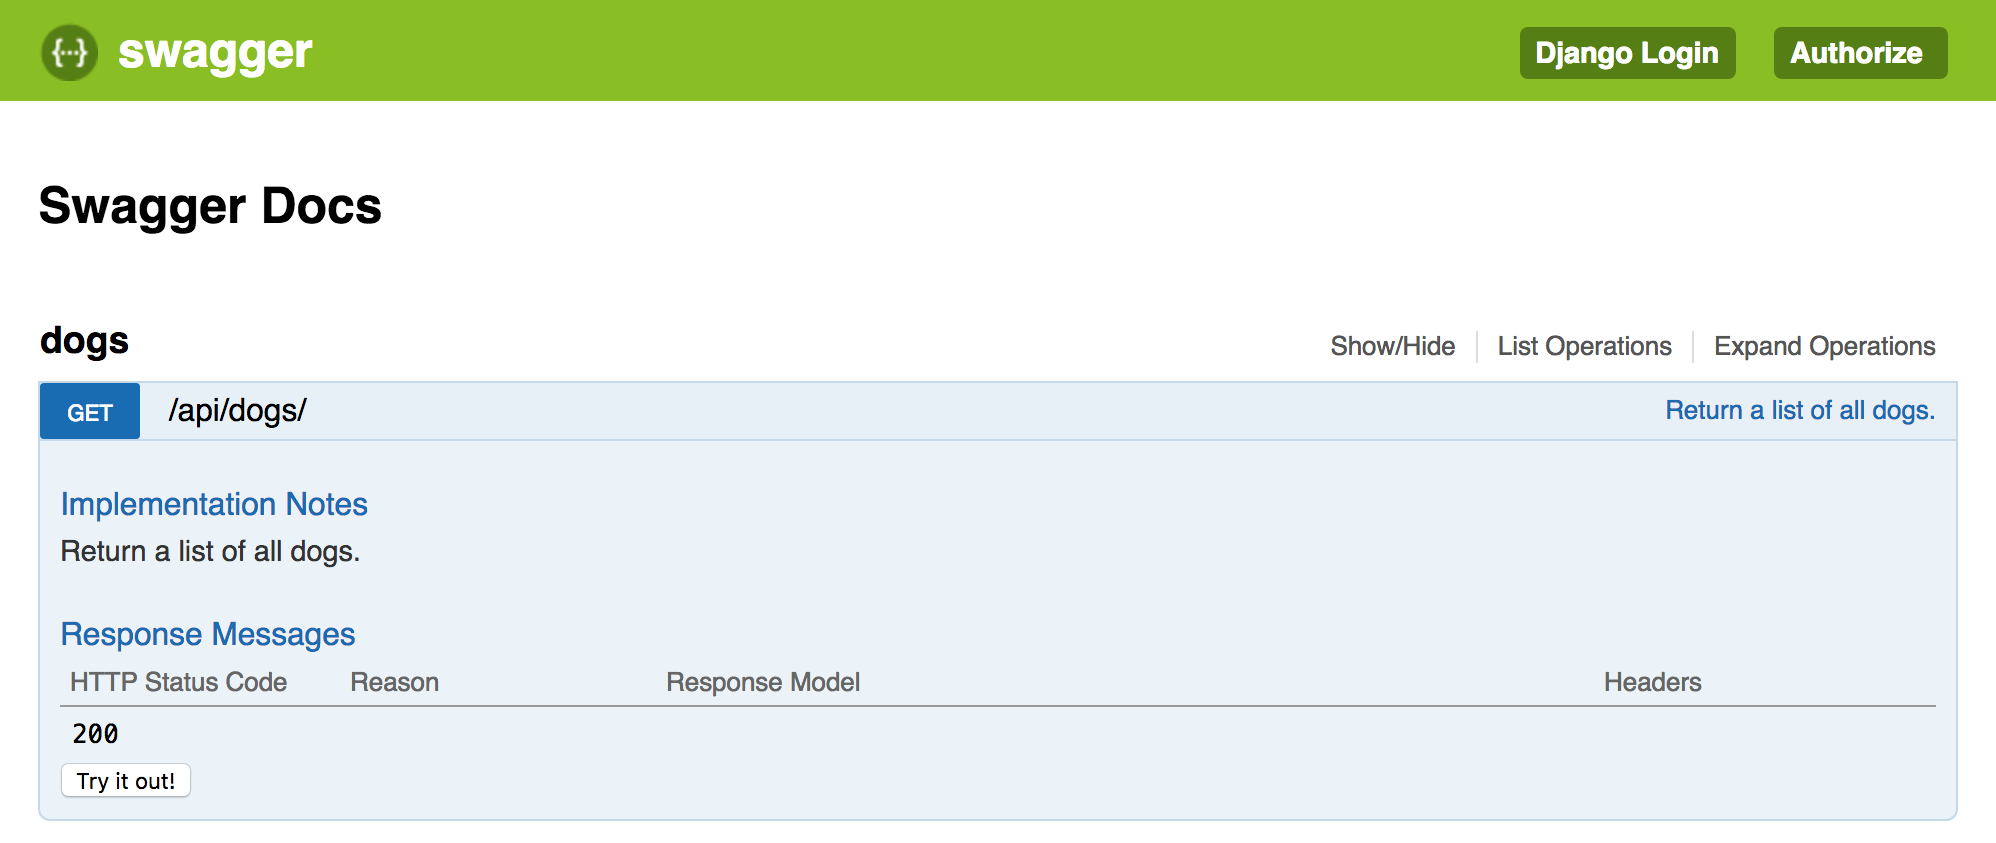 {···} swagger Django Login Authorize
Swagger Docs
dogs Show/Hide List Operations Expand Operations
GET /api/dogs/ Return a list of all dogs.
Implementation Notes
Return a list of all dogs.
Response Messages
HTTP Status Code Reason Response Model Headers
200
Try it out!